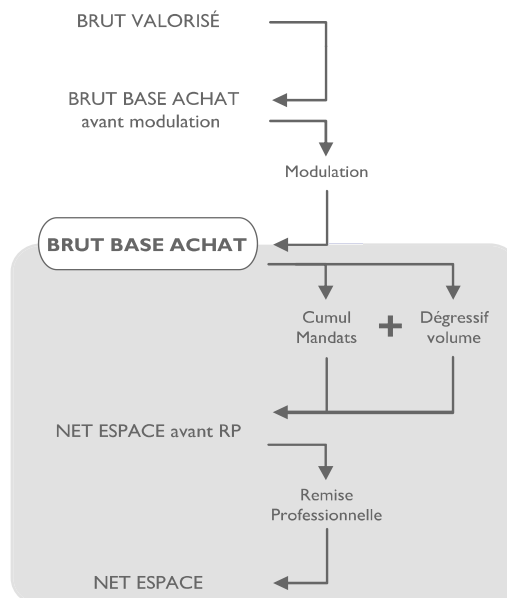 BRUT VALORISÉ
BRUT BASE ACHAT
avant modulation
Modulation
BRUT BASE ACHAT
Cumul
Mandats
+
Dégressif
volume
NET ESPACE avant RP
Remise
Professionnelle
NET ESPACE